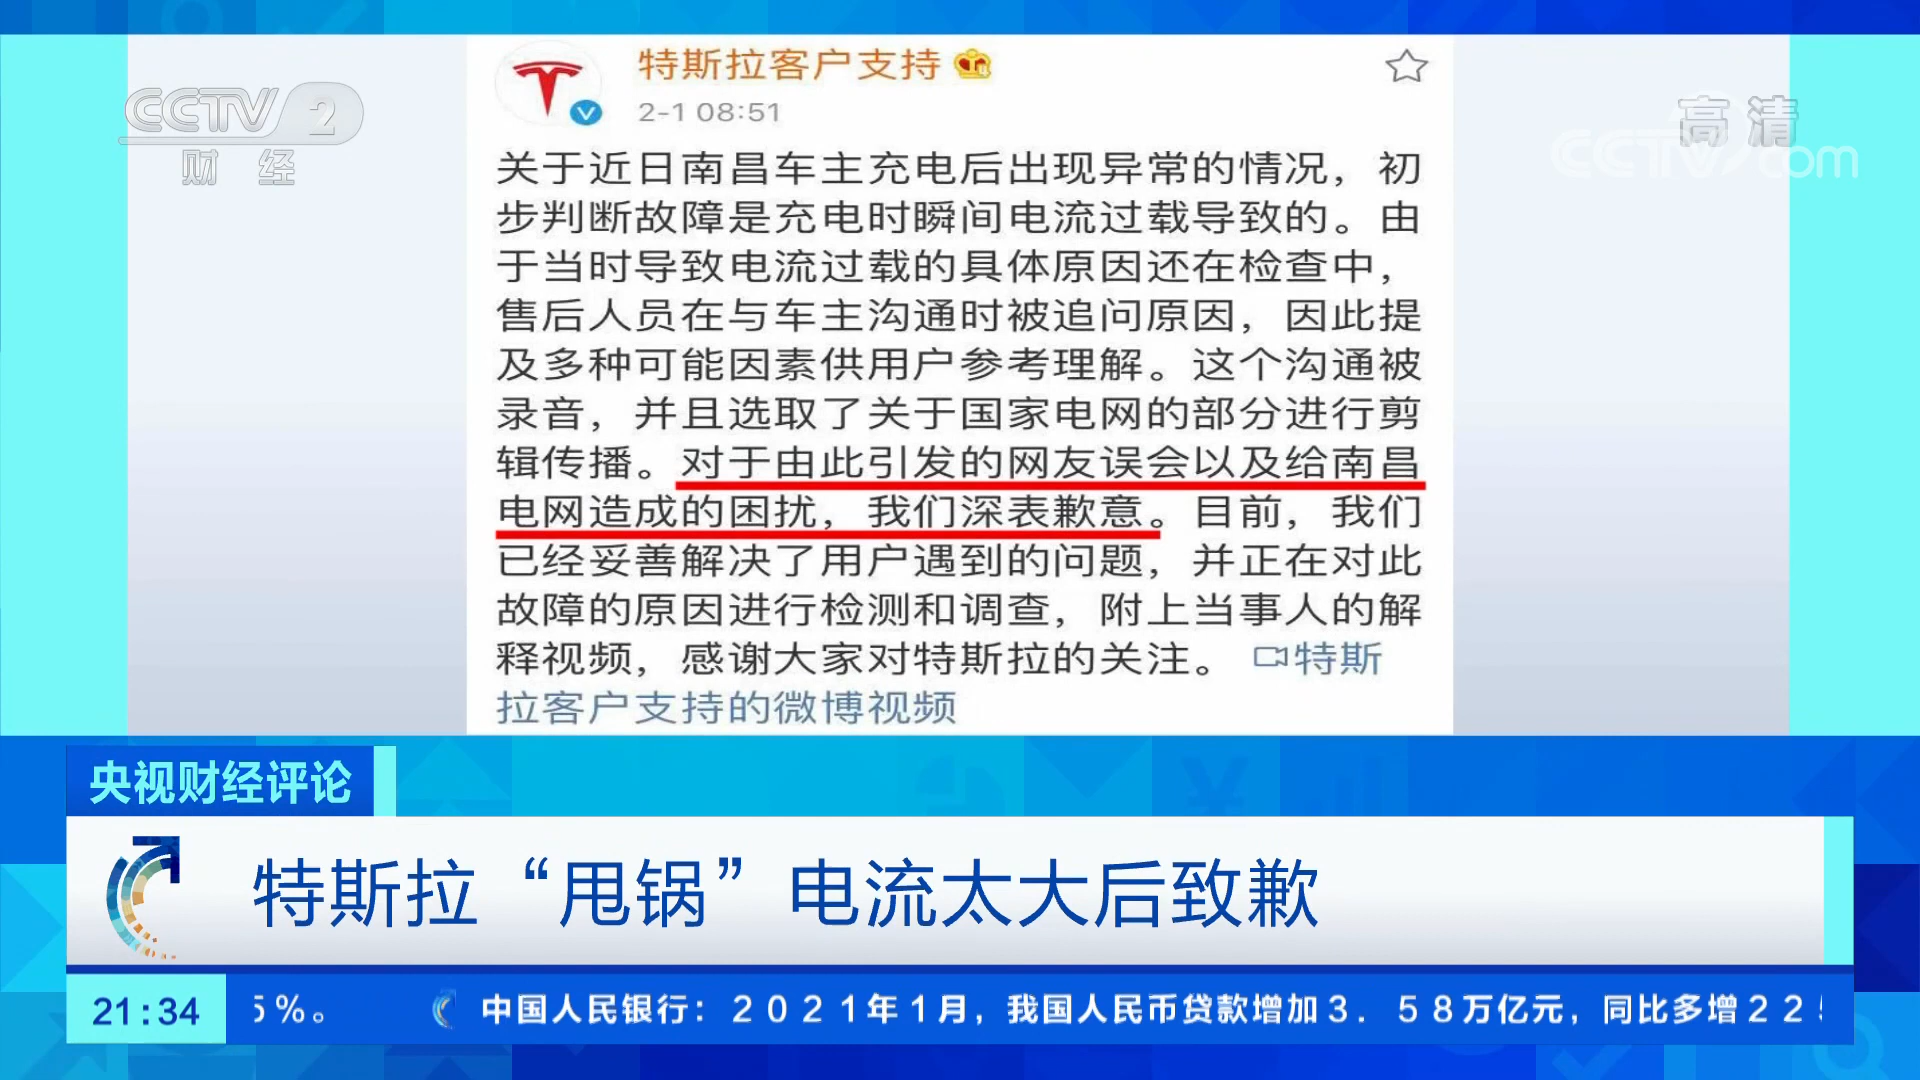 CCTV 2
财 经
高清
CCTV.com
特斯拉客户支持
2-1 08:51
关于近日南昌车主充电后出现异常的情况，初
步判断故障是充电时瞬间电流过载导致的。由
于当时导致电流过载的具体原因还在检查中，
售后人员在与车主沟通时被追问原因，因此提
及多种可能因素供用户参考理解。这个沟通被
录音，并且选取了关于国家电网的部分进行剪
辑传播。对于由此引发的网友误会以及给南昌
电网造成的困扰，我们深表歉意。目前，我们
已经妥善解决了用户遇到的问题，并正在对此
故障的原因进行检测和调查，附上当事人的解
释视频，感谢大家对特斯拉的关注。 特斯
拉客户支持的微博视频
央视财经评论
特斯拉“甩锅”电流太大后致歉
21:34
5%。 中国人民银行：2021年1月，我国人民币贷款增加3.58万亿元，同比多增22